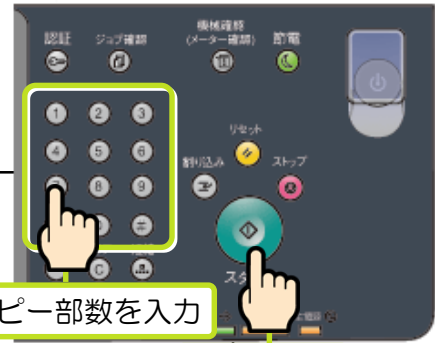 機械確認
認証 ジョブ確認 (メーター確認) 節電
1 2 3
リセット
4 5 6
割り込み ストップ
8 9
#
C
スタ
ピー部数を入力